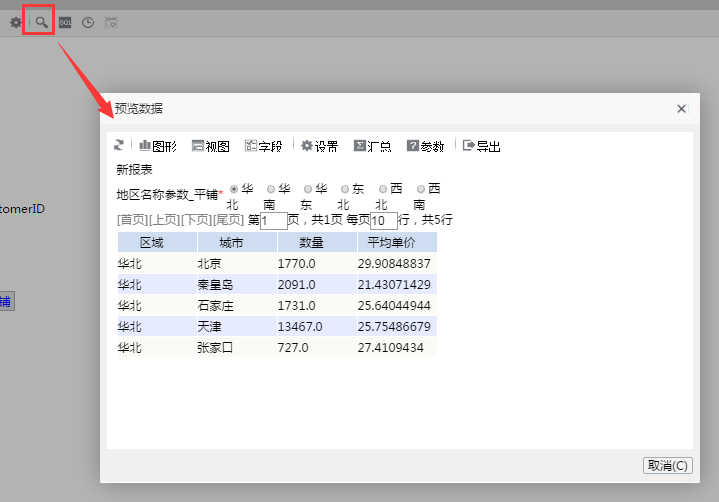 SQL
预览数据
图形 视图 字段 设置 汇总 参数 导出
新报表
tomerID
地区名称参数_平铺* 华北 华南 华东 东北 西北 西南
[首页][上页][下页][尾页] 第1页，共1页 每页10行，共5行
区域 城市 数量 平均单价
华北 北京 1770.0 29.90848837
华北 秦皇岛 2091.0 21.43071429
铺
华北 石家庄 1731.0 25.64044944
华北 天津 13467.0 25.75486679
华北 张家口 727.0 27.4109434
取消(C)